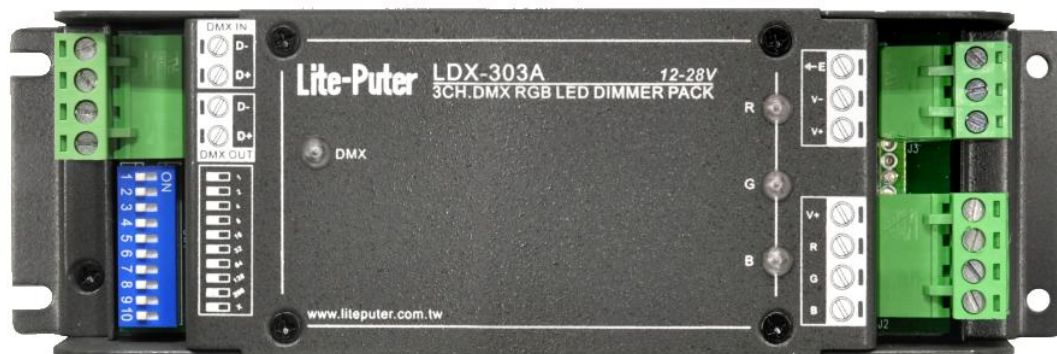 DMX IN
D-
D+
D-
D+
DMX OUT
ON
1
2
3
4
5
6
7
8
9
10
Lite-Puter
LDX-303A
12-28V
3CH.DMX RGB LED DIMMER PACK
DMX
R
G
B
www.liteputer.com.tw
←E
V-
V+
V+
R
G
B
J3
J2